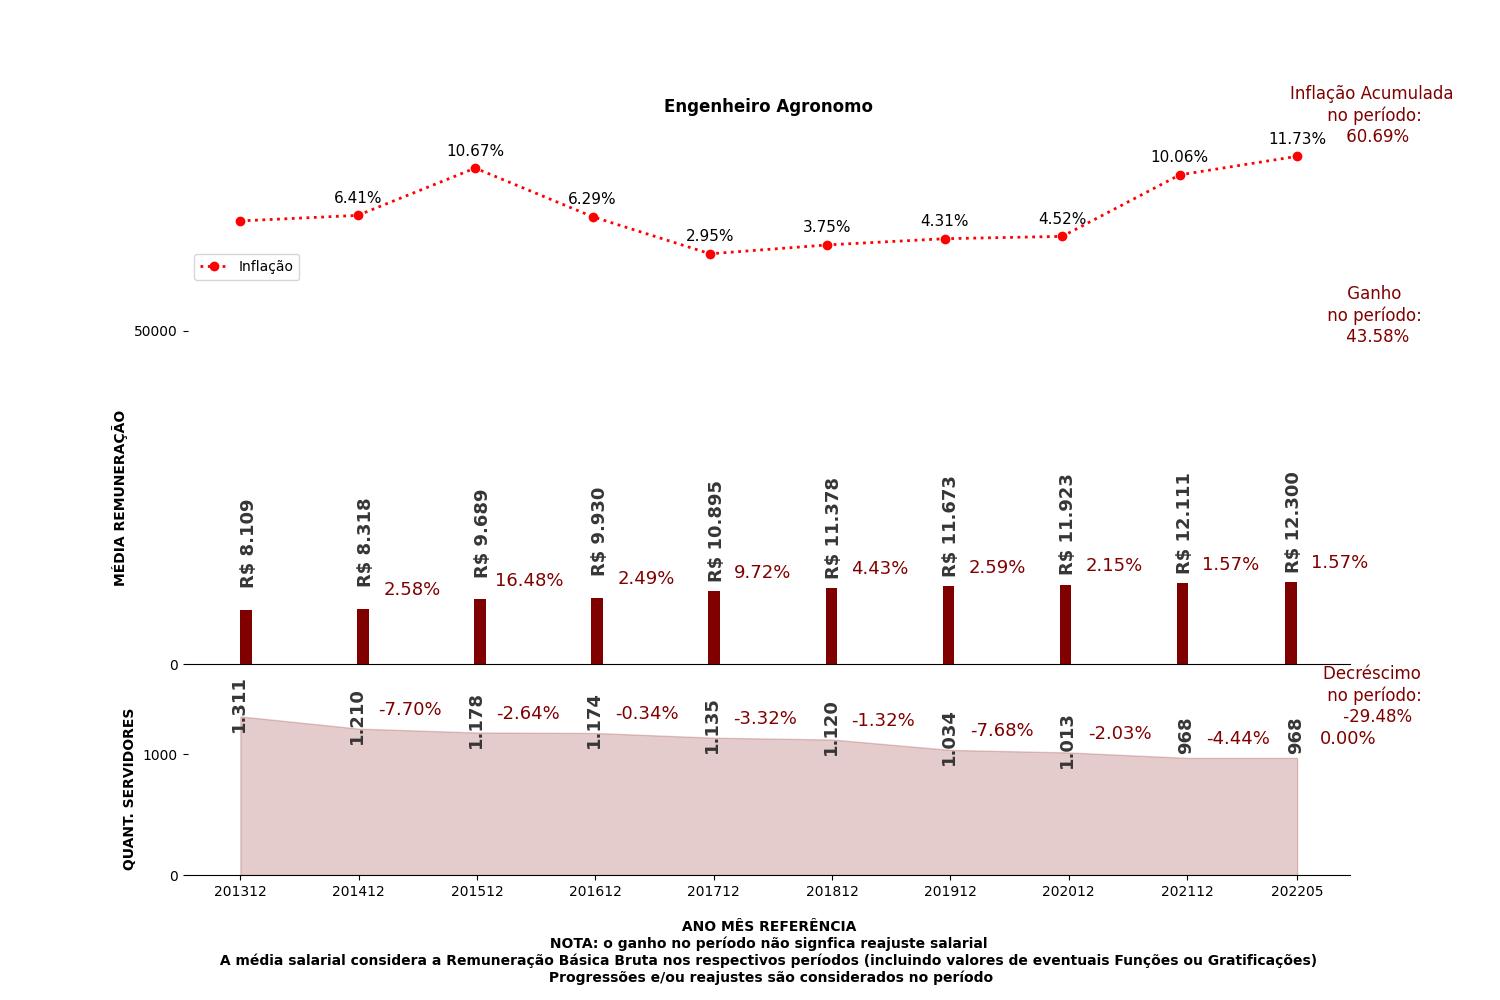 Engenheiro Agronomo
Inflação Acumulada
no período:
60.69%
6.41%
10.67%
6.29%
2.95%
3.75%
4.31%
4.52%
10.06%
11.73%
Inflação
Ganho
no período:
43.58%
50000
0
MÉDIA REMUNERAÇÃO
R$ 8.109
R$ 8.318
R$ 9.689
R$ 9.930
R$ 10.895
R$ 11.378
R$ 11.673
R$ 11.923
R$ 12.111
R$ 12.300
2.58%
16.48%
2.49%
9.72%
4.43%
2.59%
2.15%
1.57%
1.57%
Decréscimo
no período:
-29.48%
0.00%
QUANT. SERVIDORES
1000
0
1.311
1.210
1.178
1.174
1.135
1.120
1.034
1.013
968
968
-7.70%
-2.64%
-0.34%
-3.32%
-1.32%
-7.68%
-2.03%
-4.44%
201312
201412
201512
201612
201712
201812
201912
202012
202112
202205
ANO MÊS REFERÊNCIA
NOTA: o ganho no período não signfica reajuste salarial
A média salarial considera a Remuneração Básica Bruta nos respectivos períodos (incluindo valores de eventuais Funções ou Gratificações)
Progressões e/ou reajustes são considerados no período